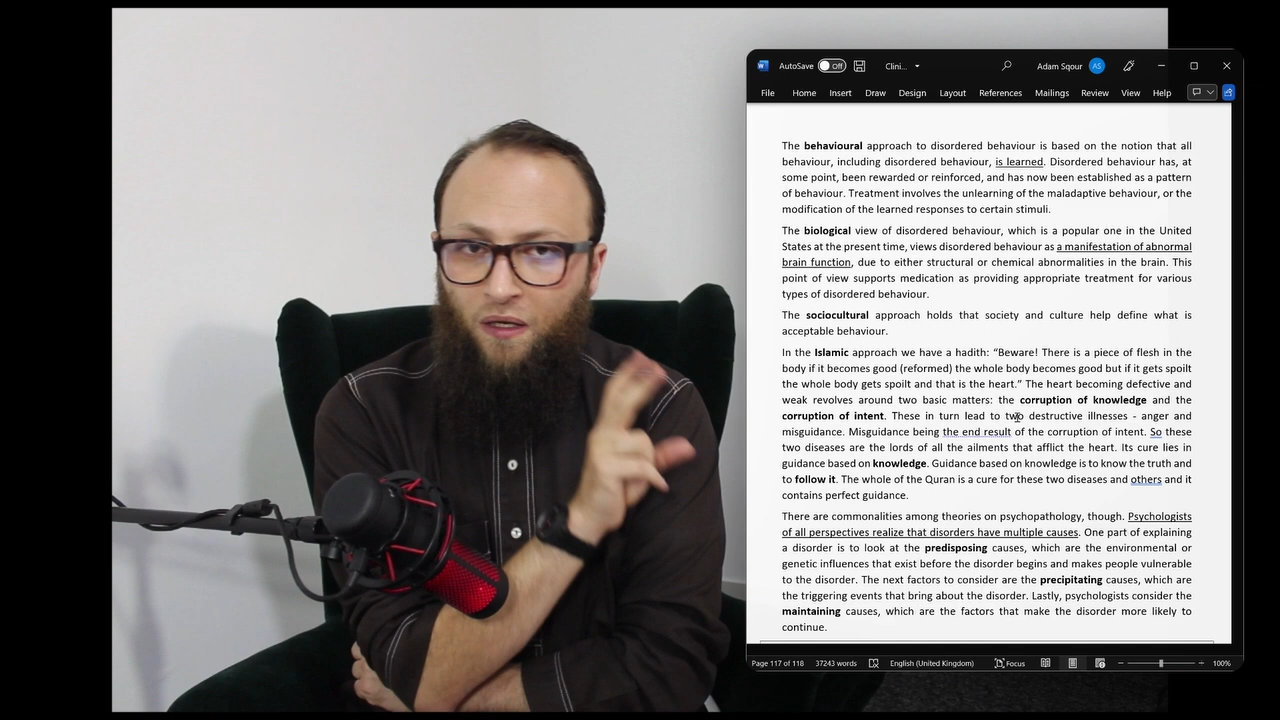 AutoSave Off Clini... Adam Sqour AS
File Home Insert Draw Design Layout References Mailings Review View Help
The behavioural approach to disordered behaviour is based on the notion that all
behaviour, including disordered behaviour, is learned. Disordered behaviour has, at
some point, been rewarded or reinforced, and has now been established as a pattern
of behaviour. Treatment involves the unlearning of the maladaptive behaviour, or the
modification of the learned responses to certain stimuli.
The biological view of disordered behaviour, which is a popular one in the United
States at the present time, views disordered behaviour as a manifestation of abnormal
brain function, due to either structural or chemical abnormalities in the brain. This
point of view supports medication as providing appropriate treatment for various
types of disordered behaviour.
The sociocultural approach holds that society and culture help define what is
acceptable behaviour.
In the Islamic approach we have a hadith: “Beware! There is a piece of flesh in the
body if it becomes good (reformed) the whole body becomes good but if it gets spoilt
the whole body gets spoilt and that is the heart.” The heart becoming defective and
weak revolves around two basic matters: the corruption of knowledge and the
corruption of intent. These in turn lead to two destructive illnesses - anger and
misguidance. Misguidance being the end result of the corruption of intent. So these
two diseases are the lords of all the ailments that afflict the heart. Its cure lies in
guidance based on knowledge. Guidance based on knowledge is to know the truth and
to follow it. The whole of the Quran is a cure for these two diseases and others and it
contains perfect guidance.
There are commonalities among theories on psychopathology, though. Psychologists
of all perspectives realize that disorders have multiple causes. One part of explaining
a disorder is to look at the predisposing causes, which are the environmental or
genetic influences that exist before the disorder begins and makes people vulnerable
to the disorder. The next factors to consider are the precipitating causes, which are
the triggering events that bring about the disorder. Lastly, psychologists consider the
maintaining causes, which are the factors that make the disorder more likely to
continue.
Page 117 of 118 37243 words English (United Kingdom) Focus 100%